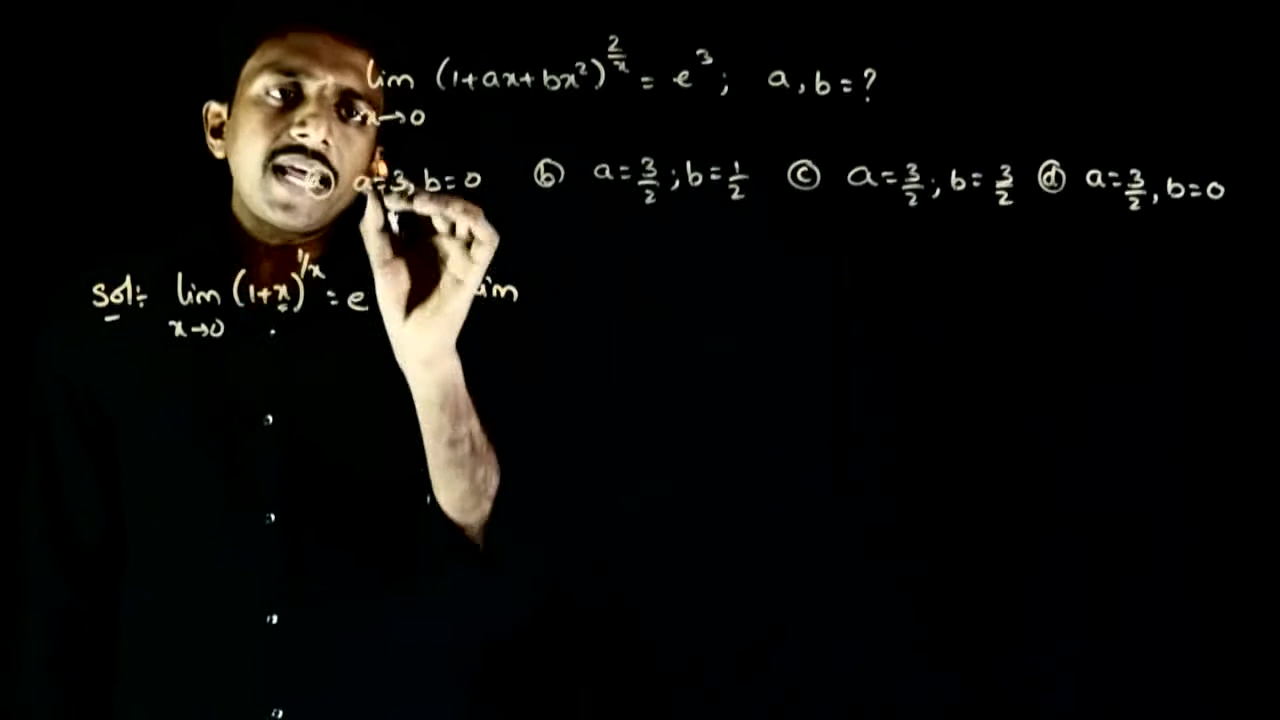 lim (1+ax+bx²)^(2/x) = e³ ; a, b = ?
x→0
ⓐ a=3, b=0 ⓑ a=3/2 ; b=1/2 ⓒ a=3/2 ; b=3/2 ⓓ a=3/2, b=0
Sol: lim (1+x)^(1/x) = e lim
x→0